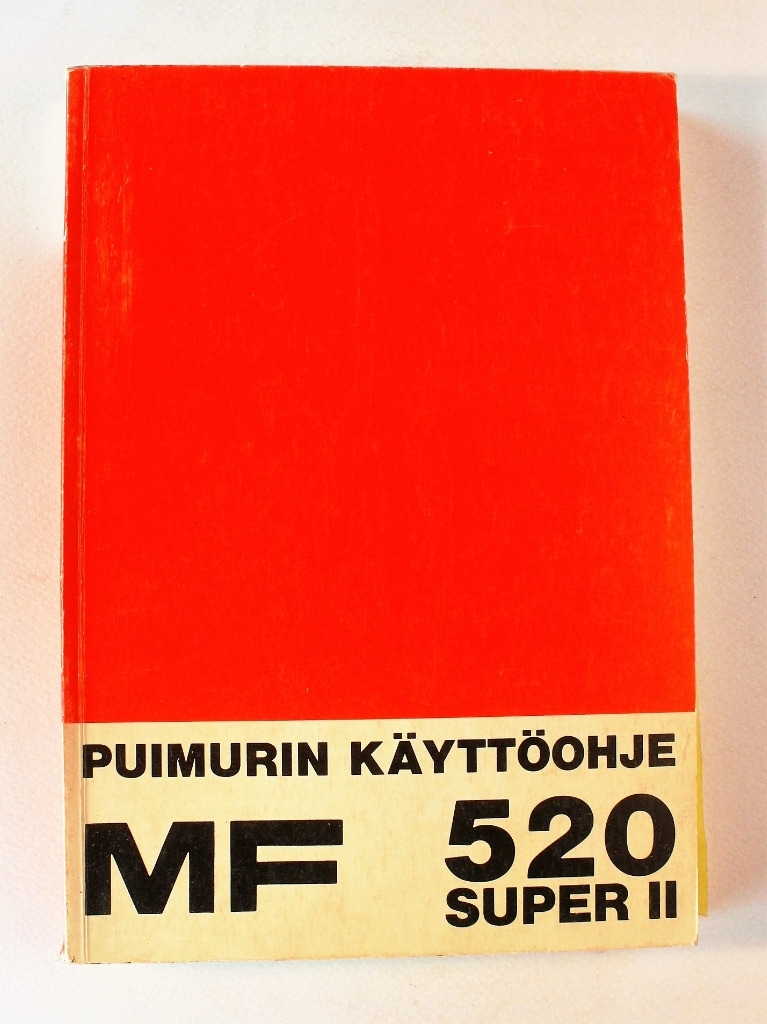 PUIMURIN KÄYTTÖOHJE
MF 520
SUPER II